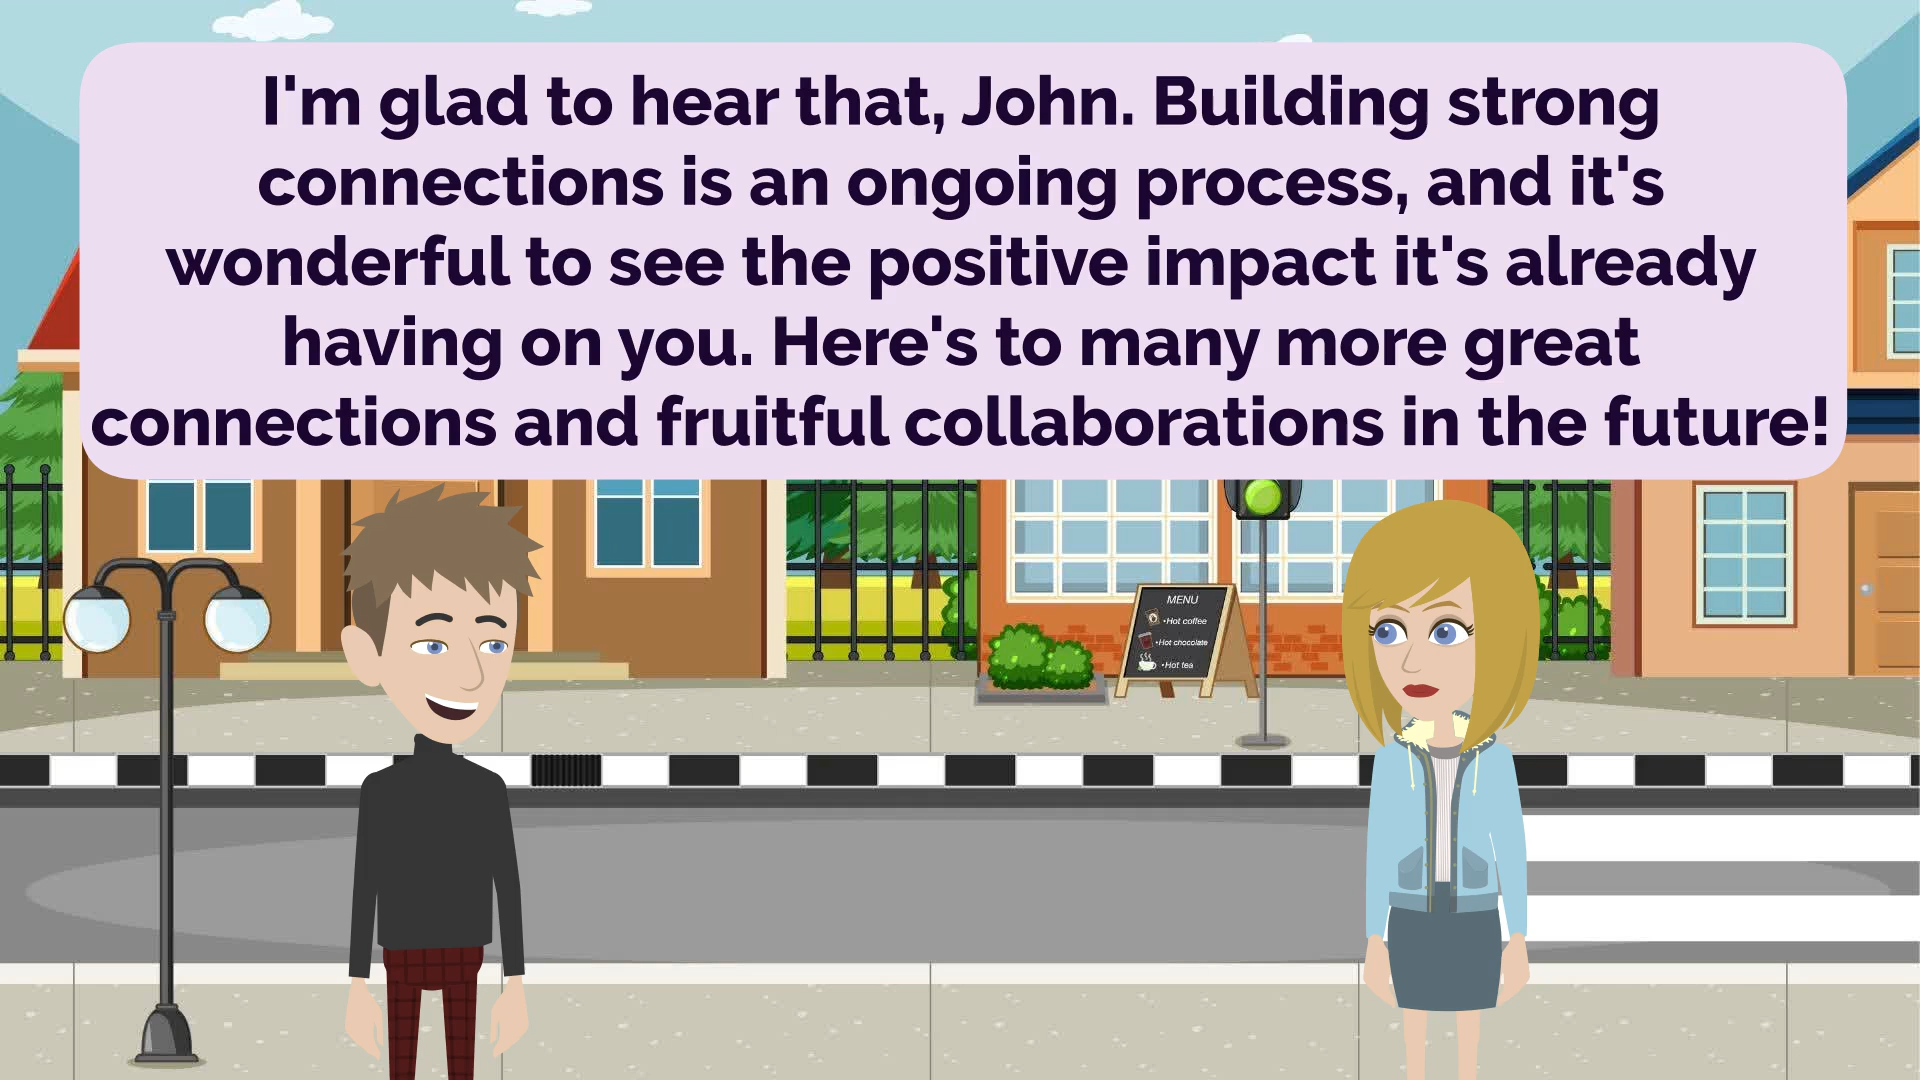 I'm glad to hear that, John. Building strong
connections is an ongoing process, and it's
wonderful to see the positive impact it's already
having on you. Here's to many more great
connections and fruitful collaborations in the future!
MENU
•Hot coffee
•Hot chocolate
•Hot tea